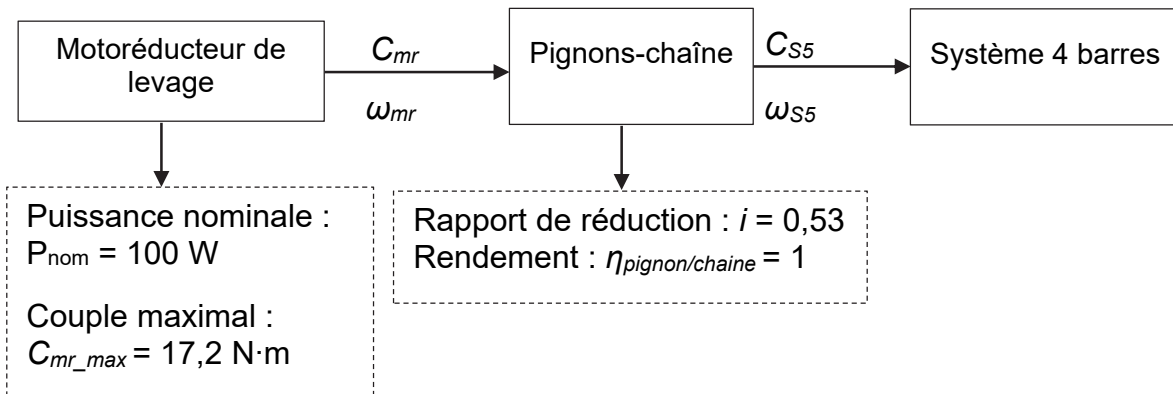 Motoréducteur de
levage
C_mr
ω_mr
Pignons-chaîne
C_S5
ω_S5
Système 4 barres
Puissance nominale :
P_nom = 100 W
Couple maximal :
C_mr_max = 17,2 N·m
Rapport de réduction : i = 0,53
Rendement : η_pignon/chaine = 1